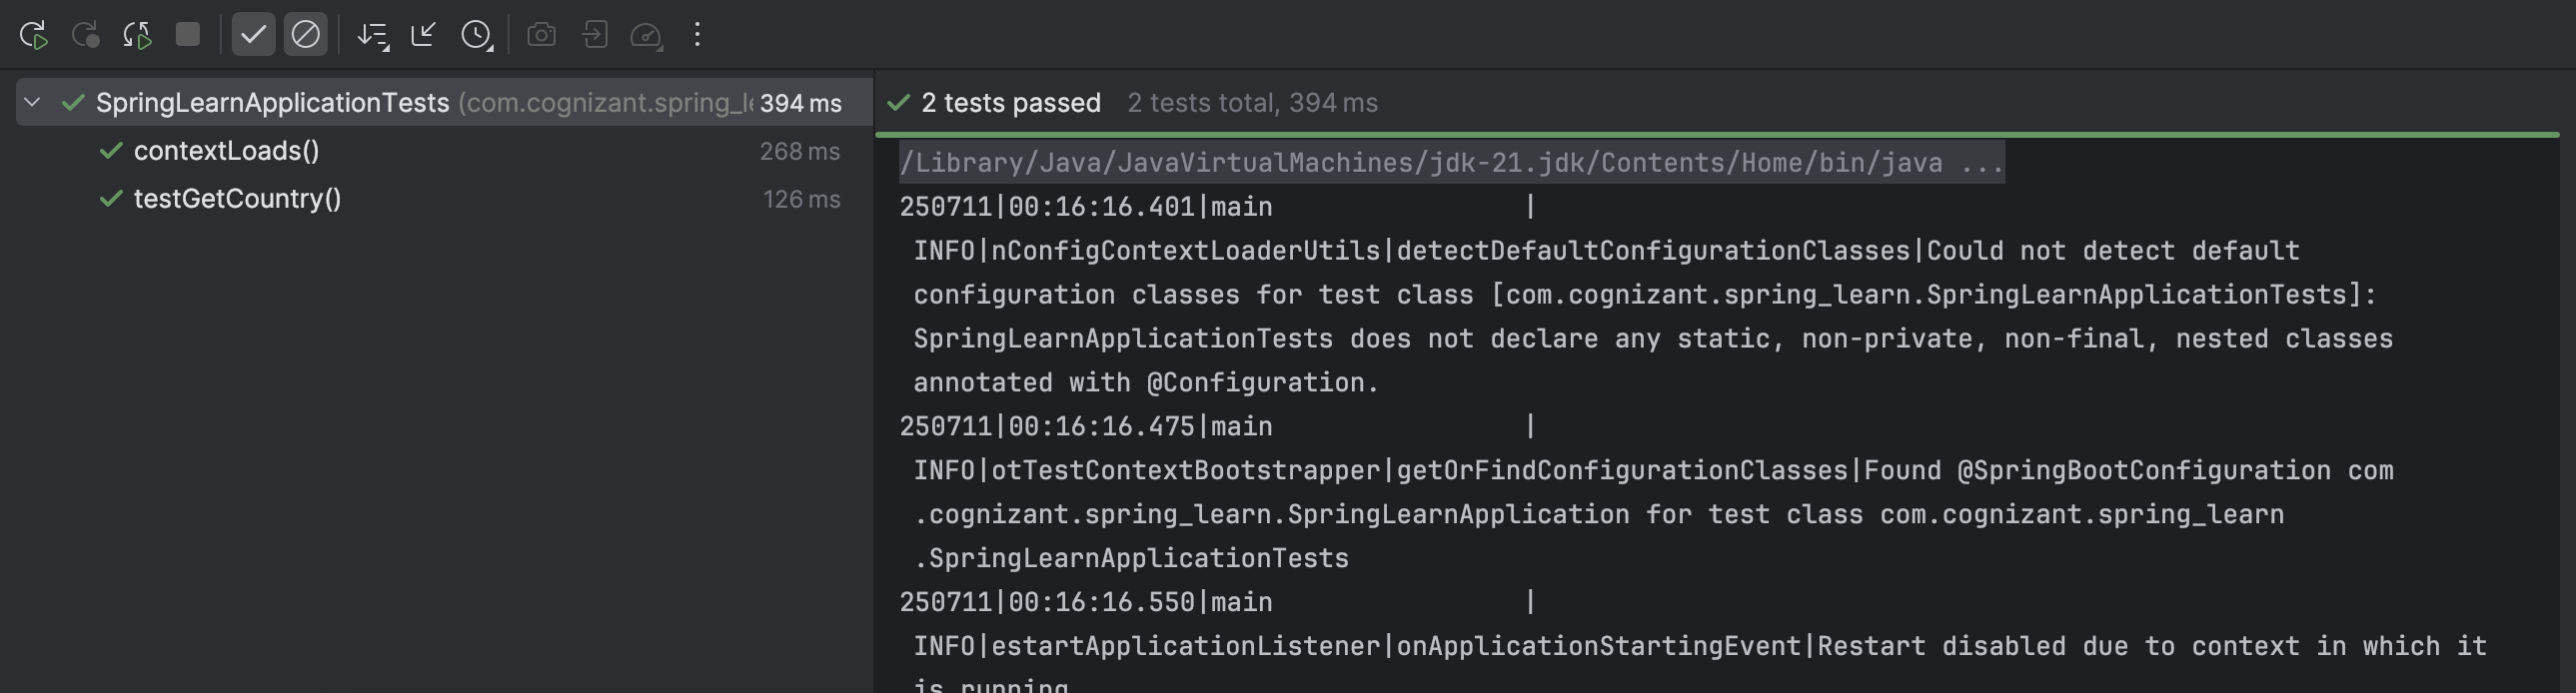 SpringLearnApplicationTests (com.cognizant.spring_le 394 ms
contextLoads() 268 ms
testGetCountry() 126 ms
2 tests passed 2 tests total, 394 ms
/Library/Java/JavaVirtualMachines/jdk-21.jdk/Contents/Home/bin/java ...
250711|00:16:16.401|main |
INFO|nConfigContextLoaderUtils|detectDefaultConfigurationClasses|Could not detect default
configuration classes for test class [com.cognizant.spring_learn.SpringLearnApplicationTests]:
SpringLearnApplicationTests does not declare any static, non-private, non-final, nested classes
annotated with @Configuration.
250711|00:16:16.475|main |
INFO|otTestContextBootstrapper|getOrFindConfigurationClasses|Found @SpringBootConfiguration com
.cognizant.spring_learn.SpringLearnApplication for test class com.cognizant.spring_learn
.SpringLearnApplicationTests
250711|00:16:16.550|main |
INFO|estartApplicationListener|onApplicationStartingEvent|Restart disabled due to context in which it
is running